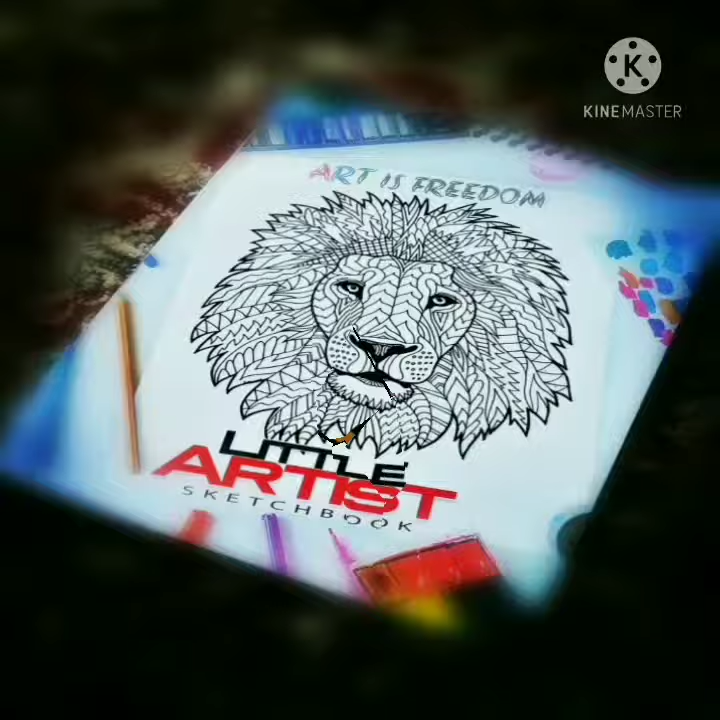 K
KINEMASTER
ART IS FREEDOM
LITTLE
ARTIST
SKETCHBOOK